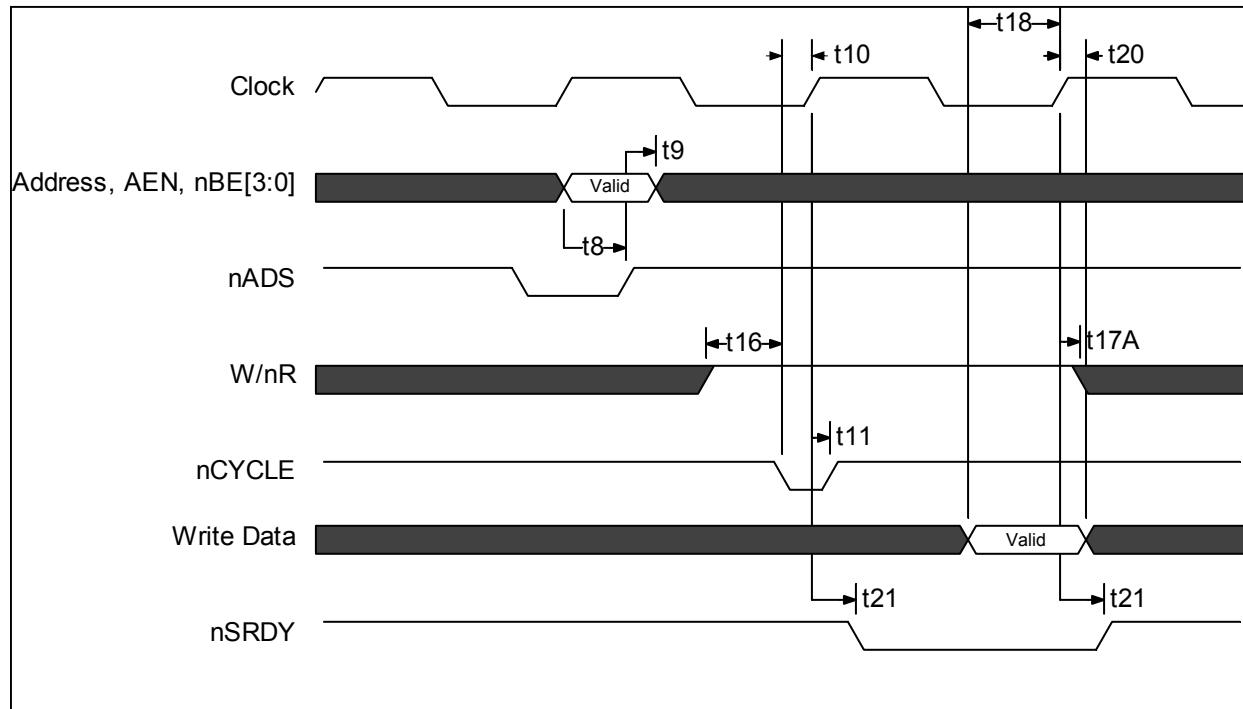 t18
t10
t20
Clock
t9
Address, AEN, nBE[3:0]
Valid
t8
nADS
t16
t17A
W/nR
t11
nCYCLE
Write Data
Valid
t21
t21
nSRDY